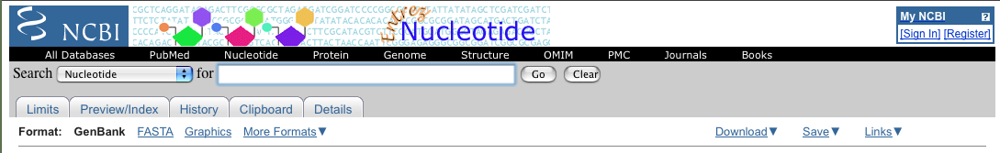 NCBI
Entrez
Nucleotide
My NCBI ?
[Sign In] [Register]
All Databases PubMed Nucleotide Protein Genome Structure OMIM PMC Journals Books
Search Nucleotide for Go Clear
Limits Preview/Index History Clipboard Details
Format: GenBank FASTA Graphics More Formats▼ Download▼ Save▼ Links▼